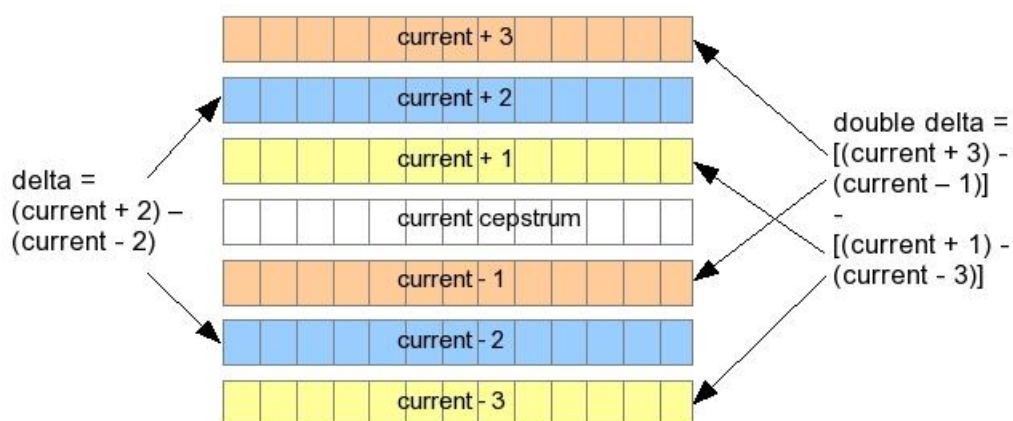 current + 3
current + 2
current + 1
current cepstrum
current - 1
current - 2
current - 3
delta =
(current + 2) –
(current - 2)
double delta =
[(current + 3) -
(current – 1)]
-
[(current + 1) -
(current - 3)]